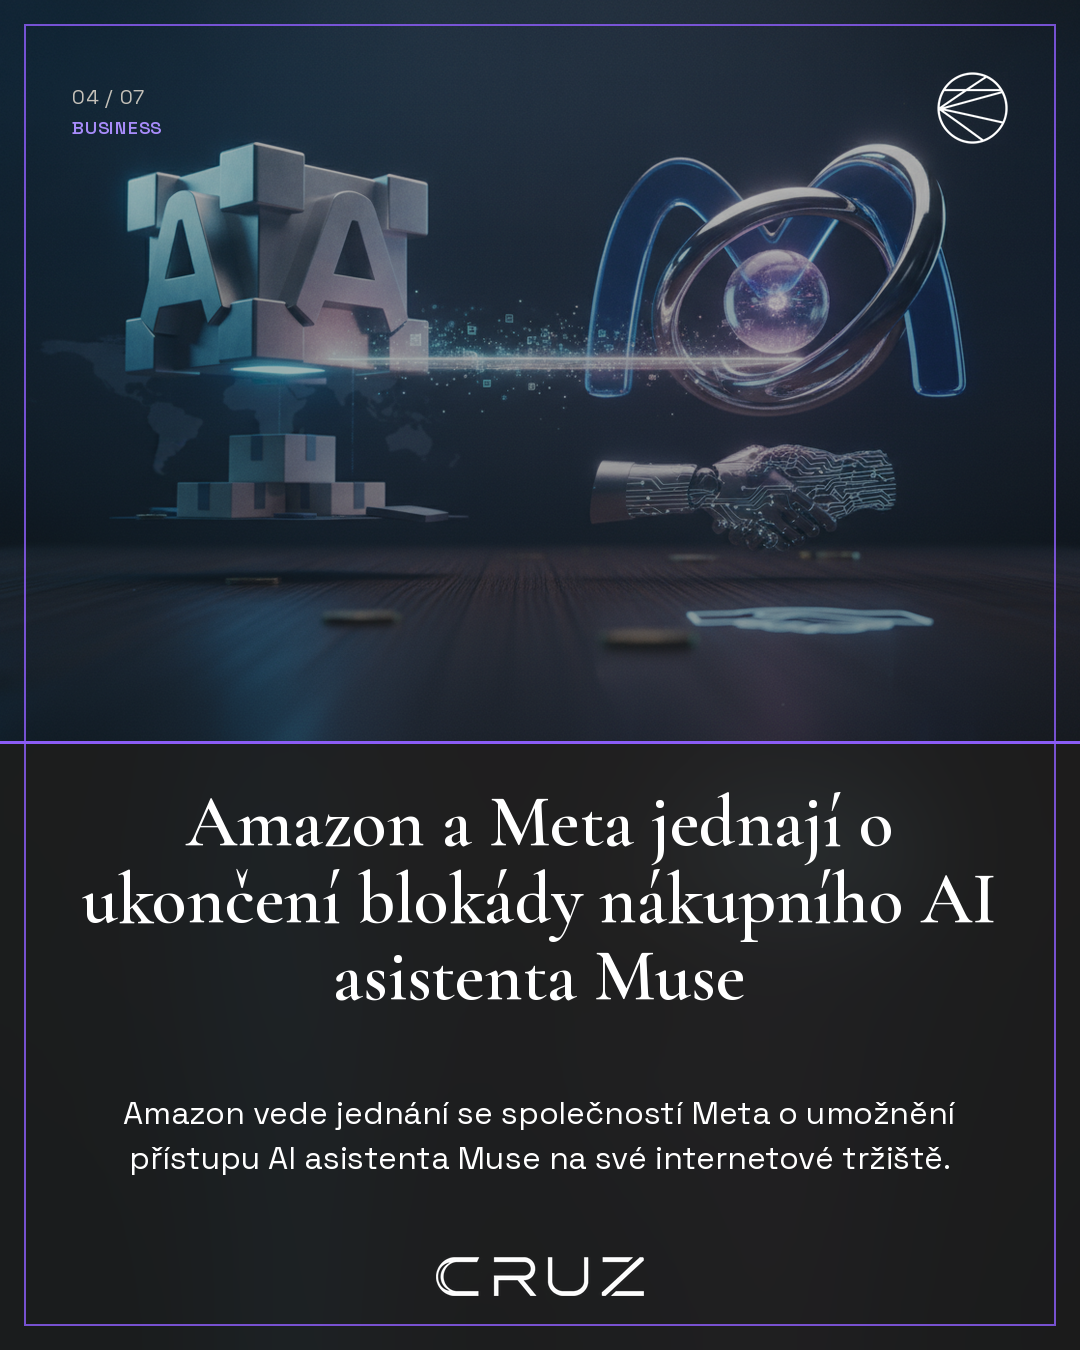 04 / 07
BUSINESS
A A
M
Amazon a Meta jednají o
ukončení blokády nákupního AI
asistenta Muse
Amazon vede jednání se společností Meta o umožnění
přístupu AI asistenta Muse na své internetové tržiště.
CRUZ